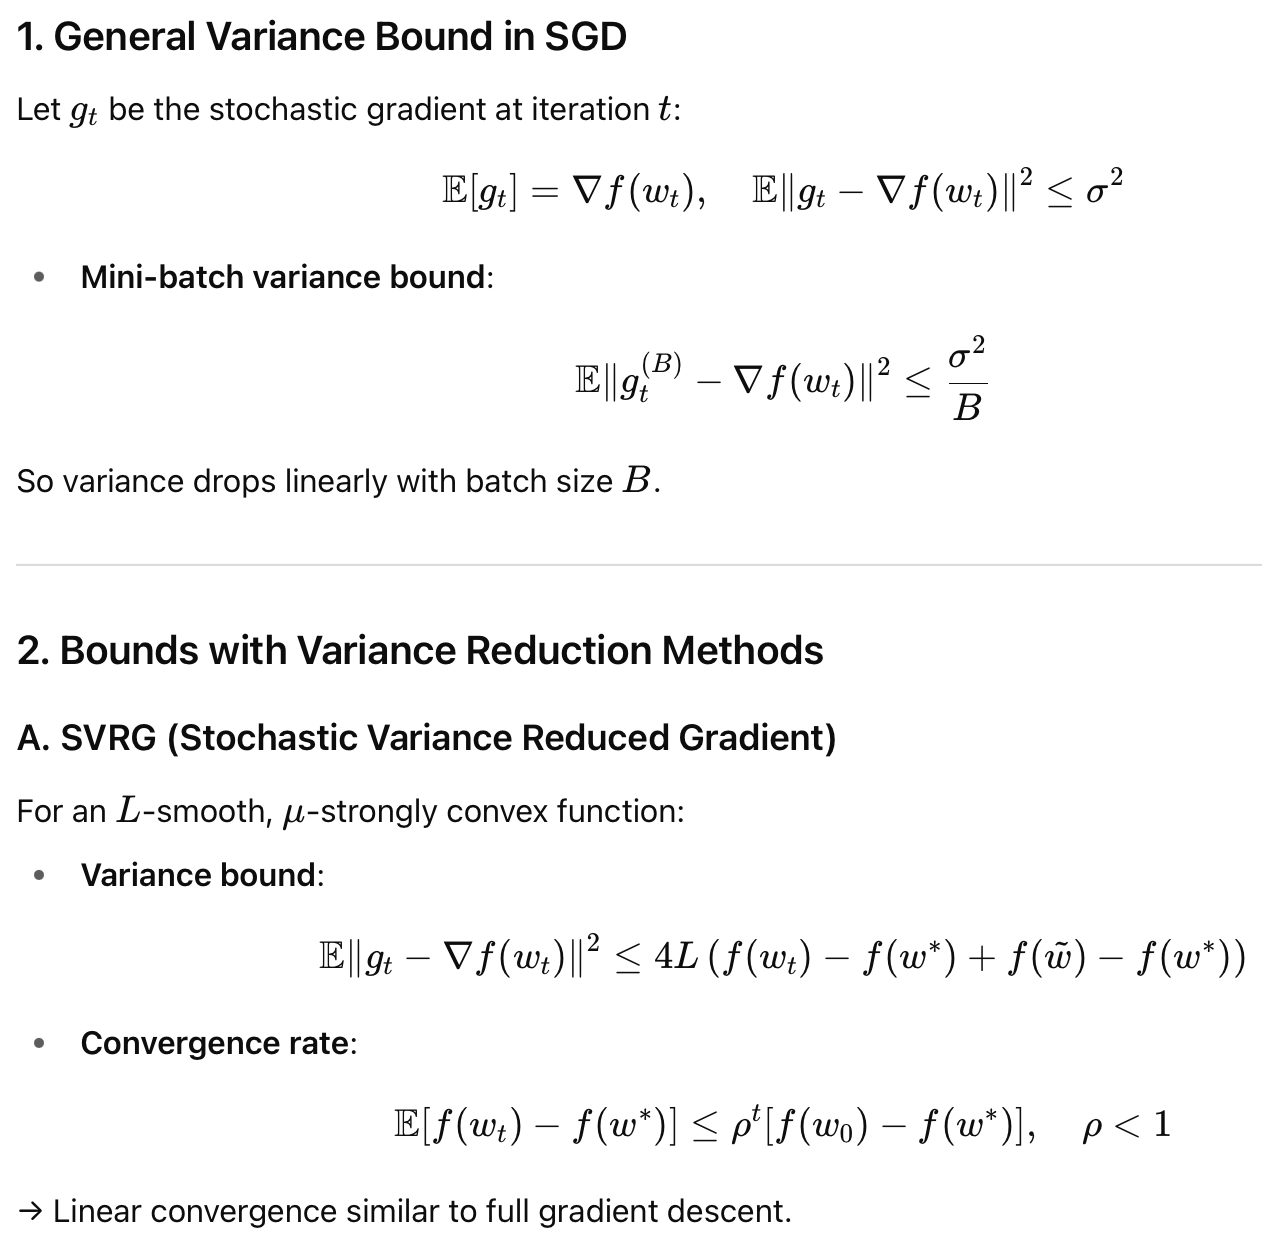 1. General Variance Bound in SGD
Let $g_t$ be the stochastic gradient at iteration $t$:
$\mathbb{E}[g_t] = \nabla f(w_t), \quad \mathbb{E}\|g_t - \nabla f(w_t)\|^2 \leq \sigma^2$
• Mini-batch variance bound:
$\mathbb{E}\|g_t^{(B)} - \nabla f(w_t)\|^2 \leq \frac{\sigma^2}{B}$
So variance drops linearly with batch size $B$.
2. Bounds with Variance Reduction Methods
A. SVRG (Stochastic Variance Reduced Gradient)
For an $L$-smooth, $\mu$-strongly convex function:
• Variance bound:
$\mathbb{E}\|g_t - \nabla f(w_t)\|^2 \leq 4L\,(f(w_t) - f(w^*) + f(\tilde{w}) - f(w^*))$
• Convergence rate:
$\mathbb{E}[f(w_t) - f(w^*)] \leq \rho^t[f(w_0) - f(w^*)], \quad \rho < 1$
→ Linear convergence similar to full gradient descent.